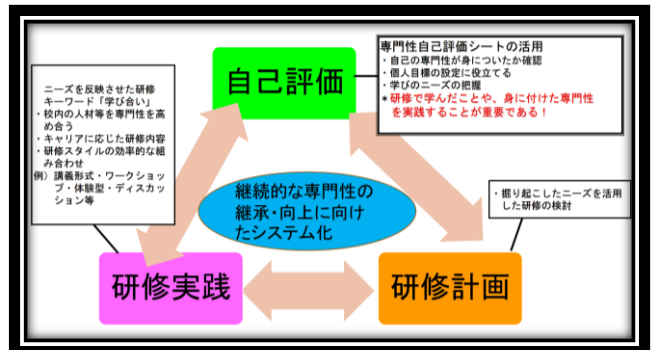 自己評価
専門性自己評価シートの活用
・自己の専門性が身についたか確認
・個人目標の設定に役立てる
・学びのニーズの把握
*研修で学んだことや、身に付けた専門性
を実践することが重要である！
ニーズを反映させた研修
キーワード「学び合い」
・校内の人材等を専門性を高
め合う
・キャリアに応じた研修内容
・研修スタイルの効率的な組
み合わせ
例）講義形式・ワークショッ
プ・体験型・ディスカッ
ション等
継続的な専門性の
継承・向上に向け
たシステム化
・掘り起こしたニーズを活用
した研修の検討
研修実践
研修計画